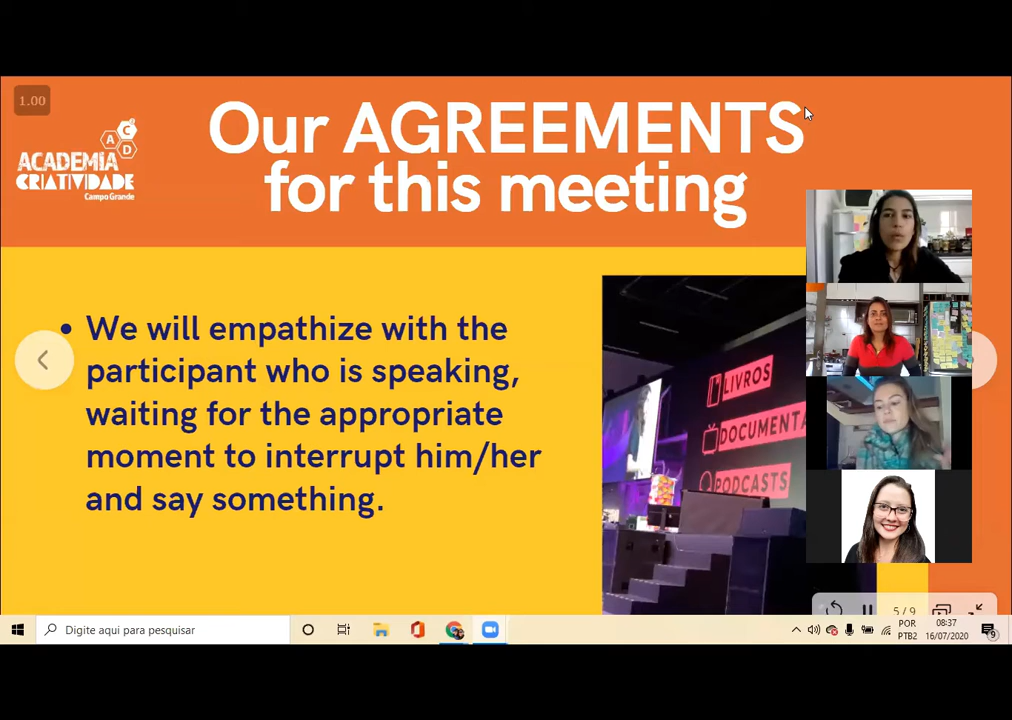 1.00
Our AGREEMENTS
for this meeting
A C D
ACADEMIA
CRIATIVIDADE
Campo Grande
• We will empathize with the
participant who is speaking,
waiting for the appropriate
moment to interrupt him/her
and say something.
LIVROS
DOCUMENTA
PODCASTS
5 / 9
Digite aqui para pesquisar
POR
PTB2
08:37
16/07/2020
9